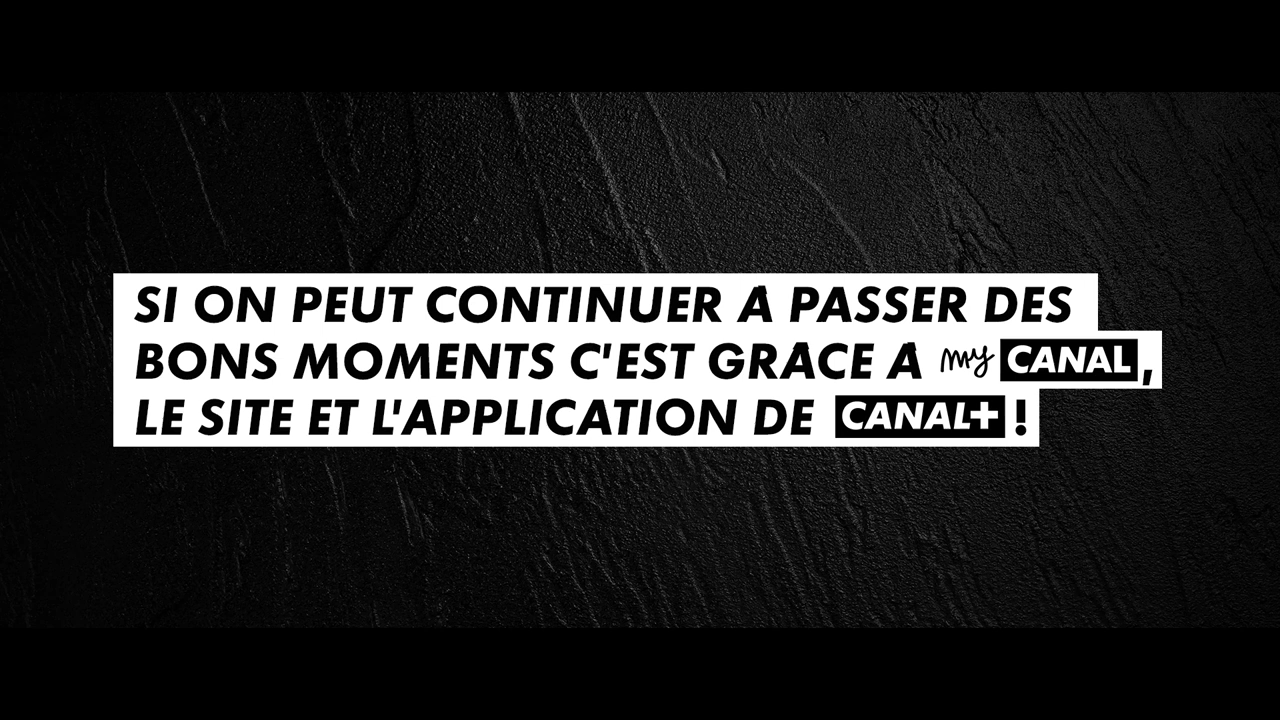 SI ON PEUT CONTINUER A PASSER DES
BONS MOMENTS C'EST GRACE A my CANAL,
LE SITE ET L'APPLICATION DE CANAL+ !